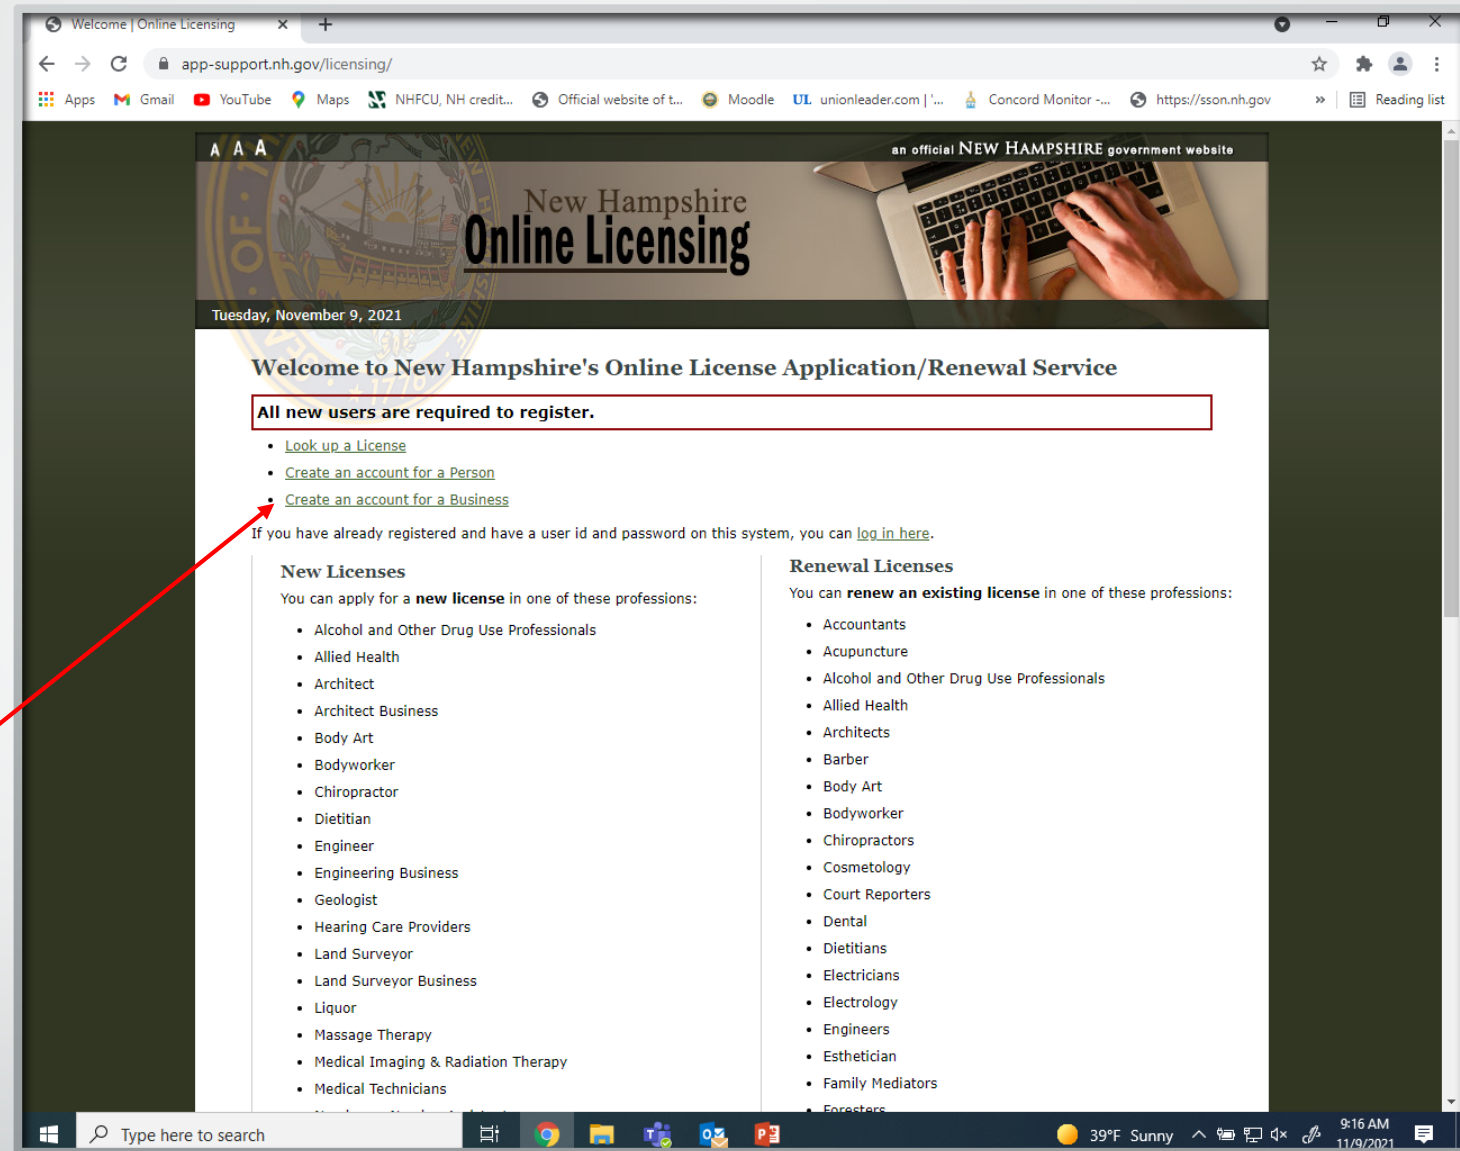 Welcome | Online Licensing
app-support.nh.gov/licensing/
Apps Gmail YouTube Maps NHFCU, NH credit... Official website of t... Moodle UL unionleader.com | '... Concord Monitor -... https://sson.nh.gov » Reading list
A A A
an official NEW HAMPSHIRE government website
New Hampshire
Online Licensing
Tuesday, November 9, 2021
Welcome to New Hampshire's Online License Application/Renewal Service
All new users are required to register.
• Look up a License
• Create an account for a Person
• Create an account for a Business
If you have already registered and have a user id and password on this system, you can log in here.
New Licenses
You can apply for a new license in one of these professions:
• Alcohol and Other Drug Use Professionals
• Allied Health
• Architect
• Architect Business
• Body Art
• Bodyworker
• Chiropractor
• Dietitian
• Engineer
• Engineering Business
• Geologist
• Hearing Care Providers
• Land Surveyor
• Land Surveyor Business
• Liquor
• Massage Therapy
• Medical Imaging & Radiation Therapy
• Medical Technicians
Renewal Licenses
You can renew an existing license in one of these professions:
• Accountants
• Acupuncture
• Alcohol and Other Drug Use Professionals
• Allied Health
• Architects
• Barber
• Body Art
• Bodyworker
• Chiropractors
• Cosmetology
• Court Reporters
• Dental
• Dietitians
• Electricians
• Electrology
• Engineers
• Esthetician
• Family Mediators
• Foresters
Type here to search
39°F Sunny
9:16 AM
11/9/2021